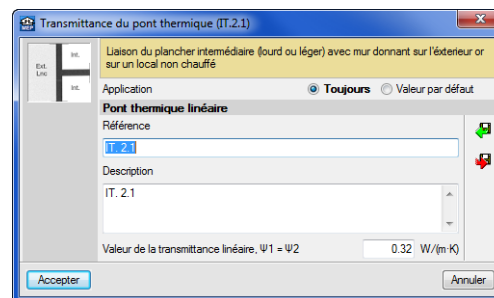 MEP
Transmittance du pont thermique (IT.2.1)
Ext.
Loc
Int.
Int.
Liaison du plancher intermédiaire (lourd ou léger) avec mur donnant sur l'éxterieur or
sur un local non chauffé
Application
Toujours
Valeur par défaut
Pont thermique linéaire
Référence
IT. 2.1
Description
IT. 2.1
Valeur de la transmittance linéaire, Ψ1 = Ψ2
0.32 W/(m·K)
Accepter
Annuler